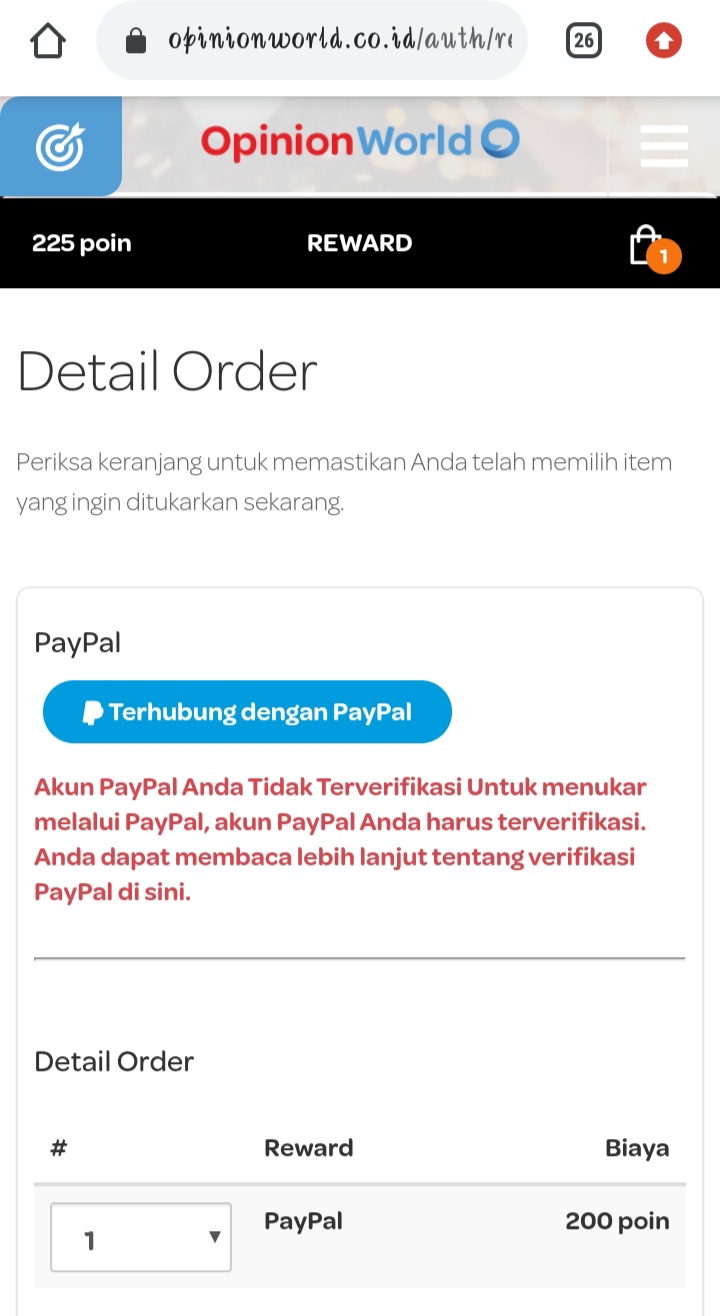 opinionworld.co.id/auth/re
26
OpinionWorld
225 poin
REWARD
1
Detail Order
Periksa keranjang untuk memastikan Anda telah memilih item
yang ingin ditukarkan sekarang.
PayPal
Terhubung dengan PayPal
Akun PayPal Anda Tidak Terverifikasi Untuk menukar
melalui PayPal, akun PayPal Anda harus terverifikasi.
Anda dapat membaca lebih lanjut tentang verifikasi
PayPal di sini.
Detail Order
# Reward Biaya
1 PayPal 200 poin